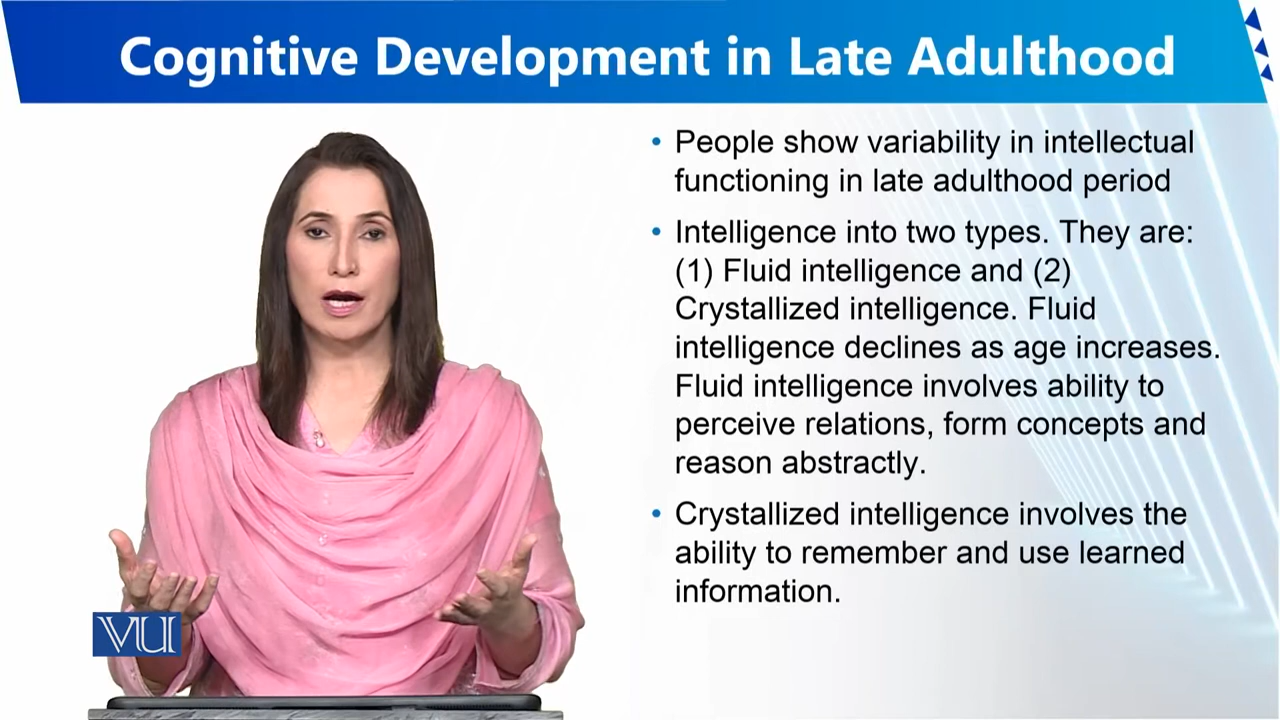 Cognitive Development in Late Adulthood
• People show variability in intellectual
functioning in late adulthood period
• Intelligence into two types. They are:
(1) Fluid intelligence and (2)
Crystallized intelligence. Fluid
intelligence declines as age increases.
Fluid intelligence involves ability to
perceive relations, form concepts and
reason abstractly.
• Crystallized intelligence involves the
ability to remember and use learned
information.
VU